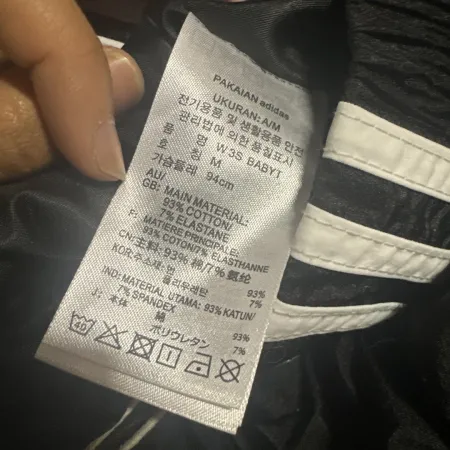 PAKAIAN adidas
UKURAN: A/M
전기용품 및 생활용품 안전
관리법에 의한 품질표시
품 명 W 3S BABYT
호 칭 M
가슴둘레 94cm
AU/
GB: MAIN MATERIAL:
93% COTTON/
7% ELASTANE
F: MATIERE PRINCIPALE:
93% COTON/7% ELASTHANNE
CN:主料:93% 棉/7% 氨纶
KOR:주소재: 면 93%
폴리우레탄 7%
IND: MATERIAL UTAMA: 93% KATUN/
7% SPANDEX
J: 本体
綿 93%
ポリウレタン 7%
40